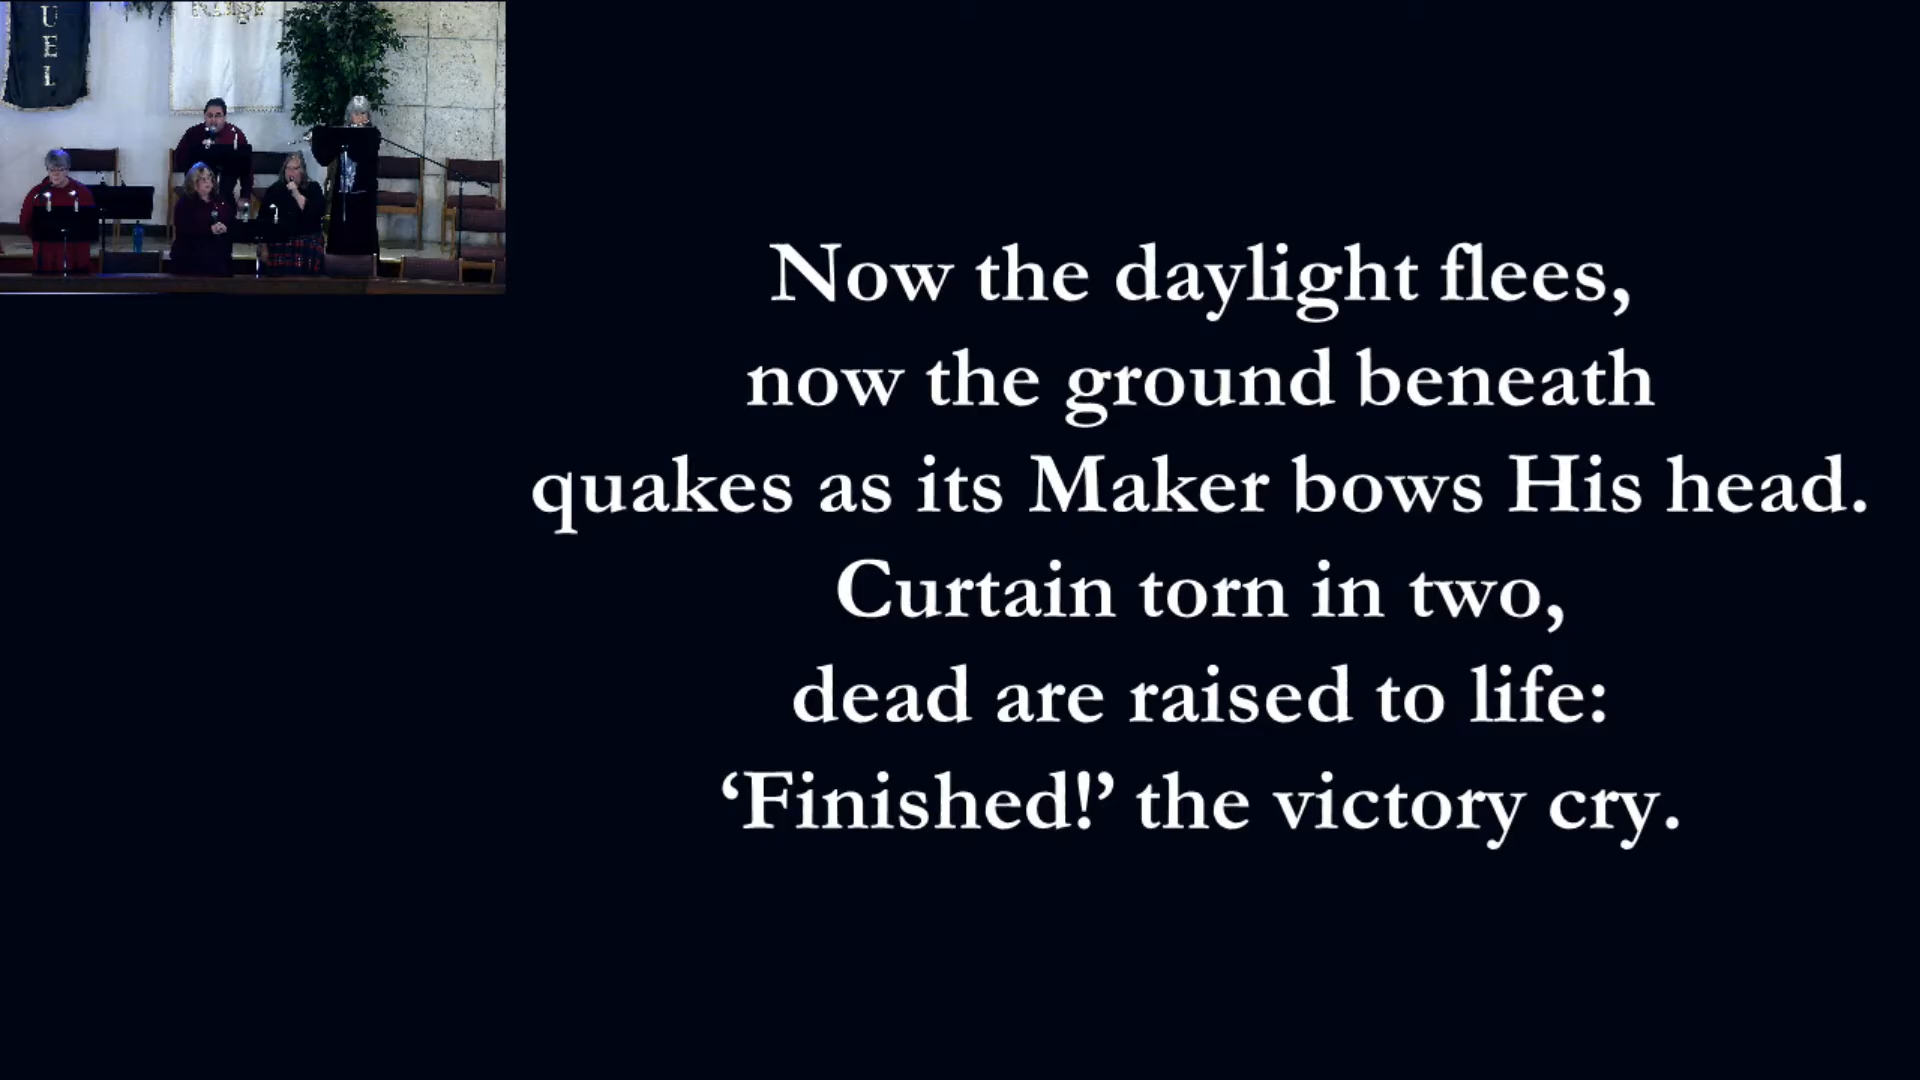 UEL
Now the daylight flees,
now the ground beneath
quakes as its Maker bows His head.
Curtain torn in two,
dead are raised to life:
‘Finished!’ the victory cry.